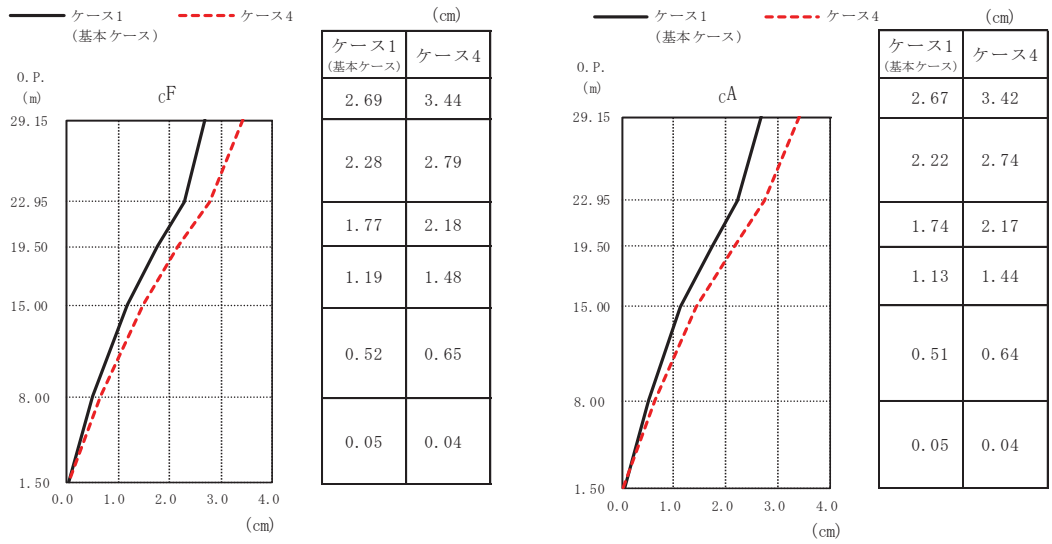 ケース1 ケース4 (cm)
(基本ケース)
ケース1 ケース4
(基本ケース)
O.P.
(m)
cF
2.69 3.44
29.15
2.28 2.79
22.95
1.77 2.18
19.50
1.19 1.48
15.00
0.52 0.65
8.00
0.05 0.04
1.50
0.0 1.0 2.0 3.0 4.0
(cm)
ケース1 ケース4 (cm)
(基本ケース)
ケース1 ケース4
(基本ケース)
O.P.
(m)
cA
2.67 3.42
29.15
2.22 2.74
22.95
1.74 2.17
19.50
1.13 1.44
15.00
0.51 0.64
8.00
0.05 0.04
1.50
0.0 1.0 2.0 3.0 4.0
(cm)